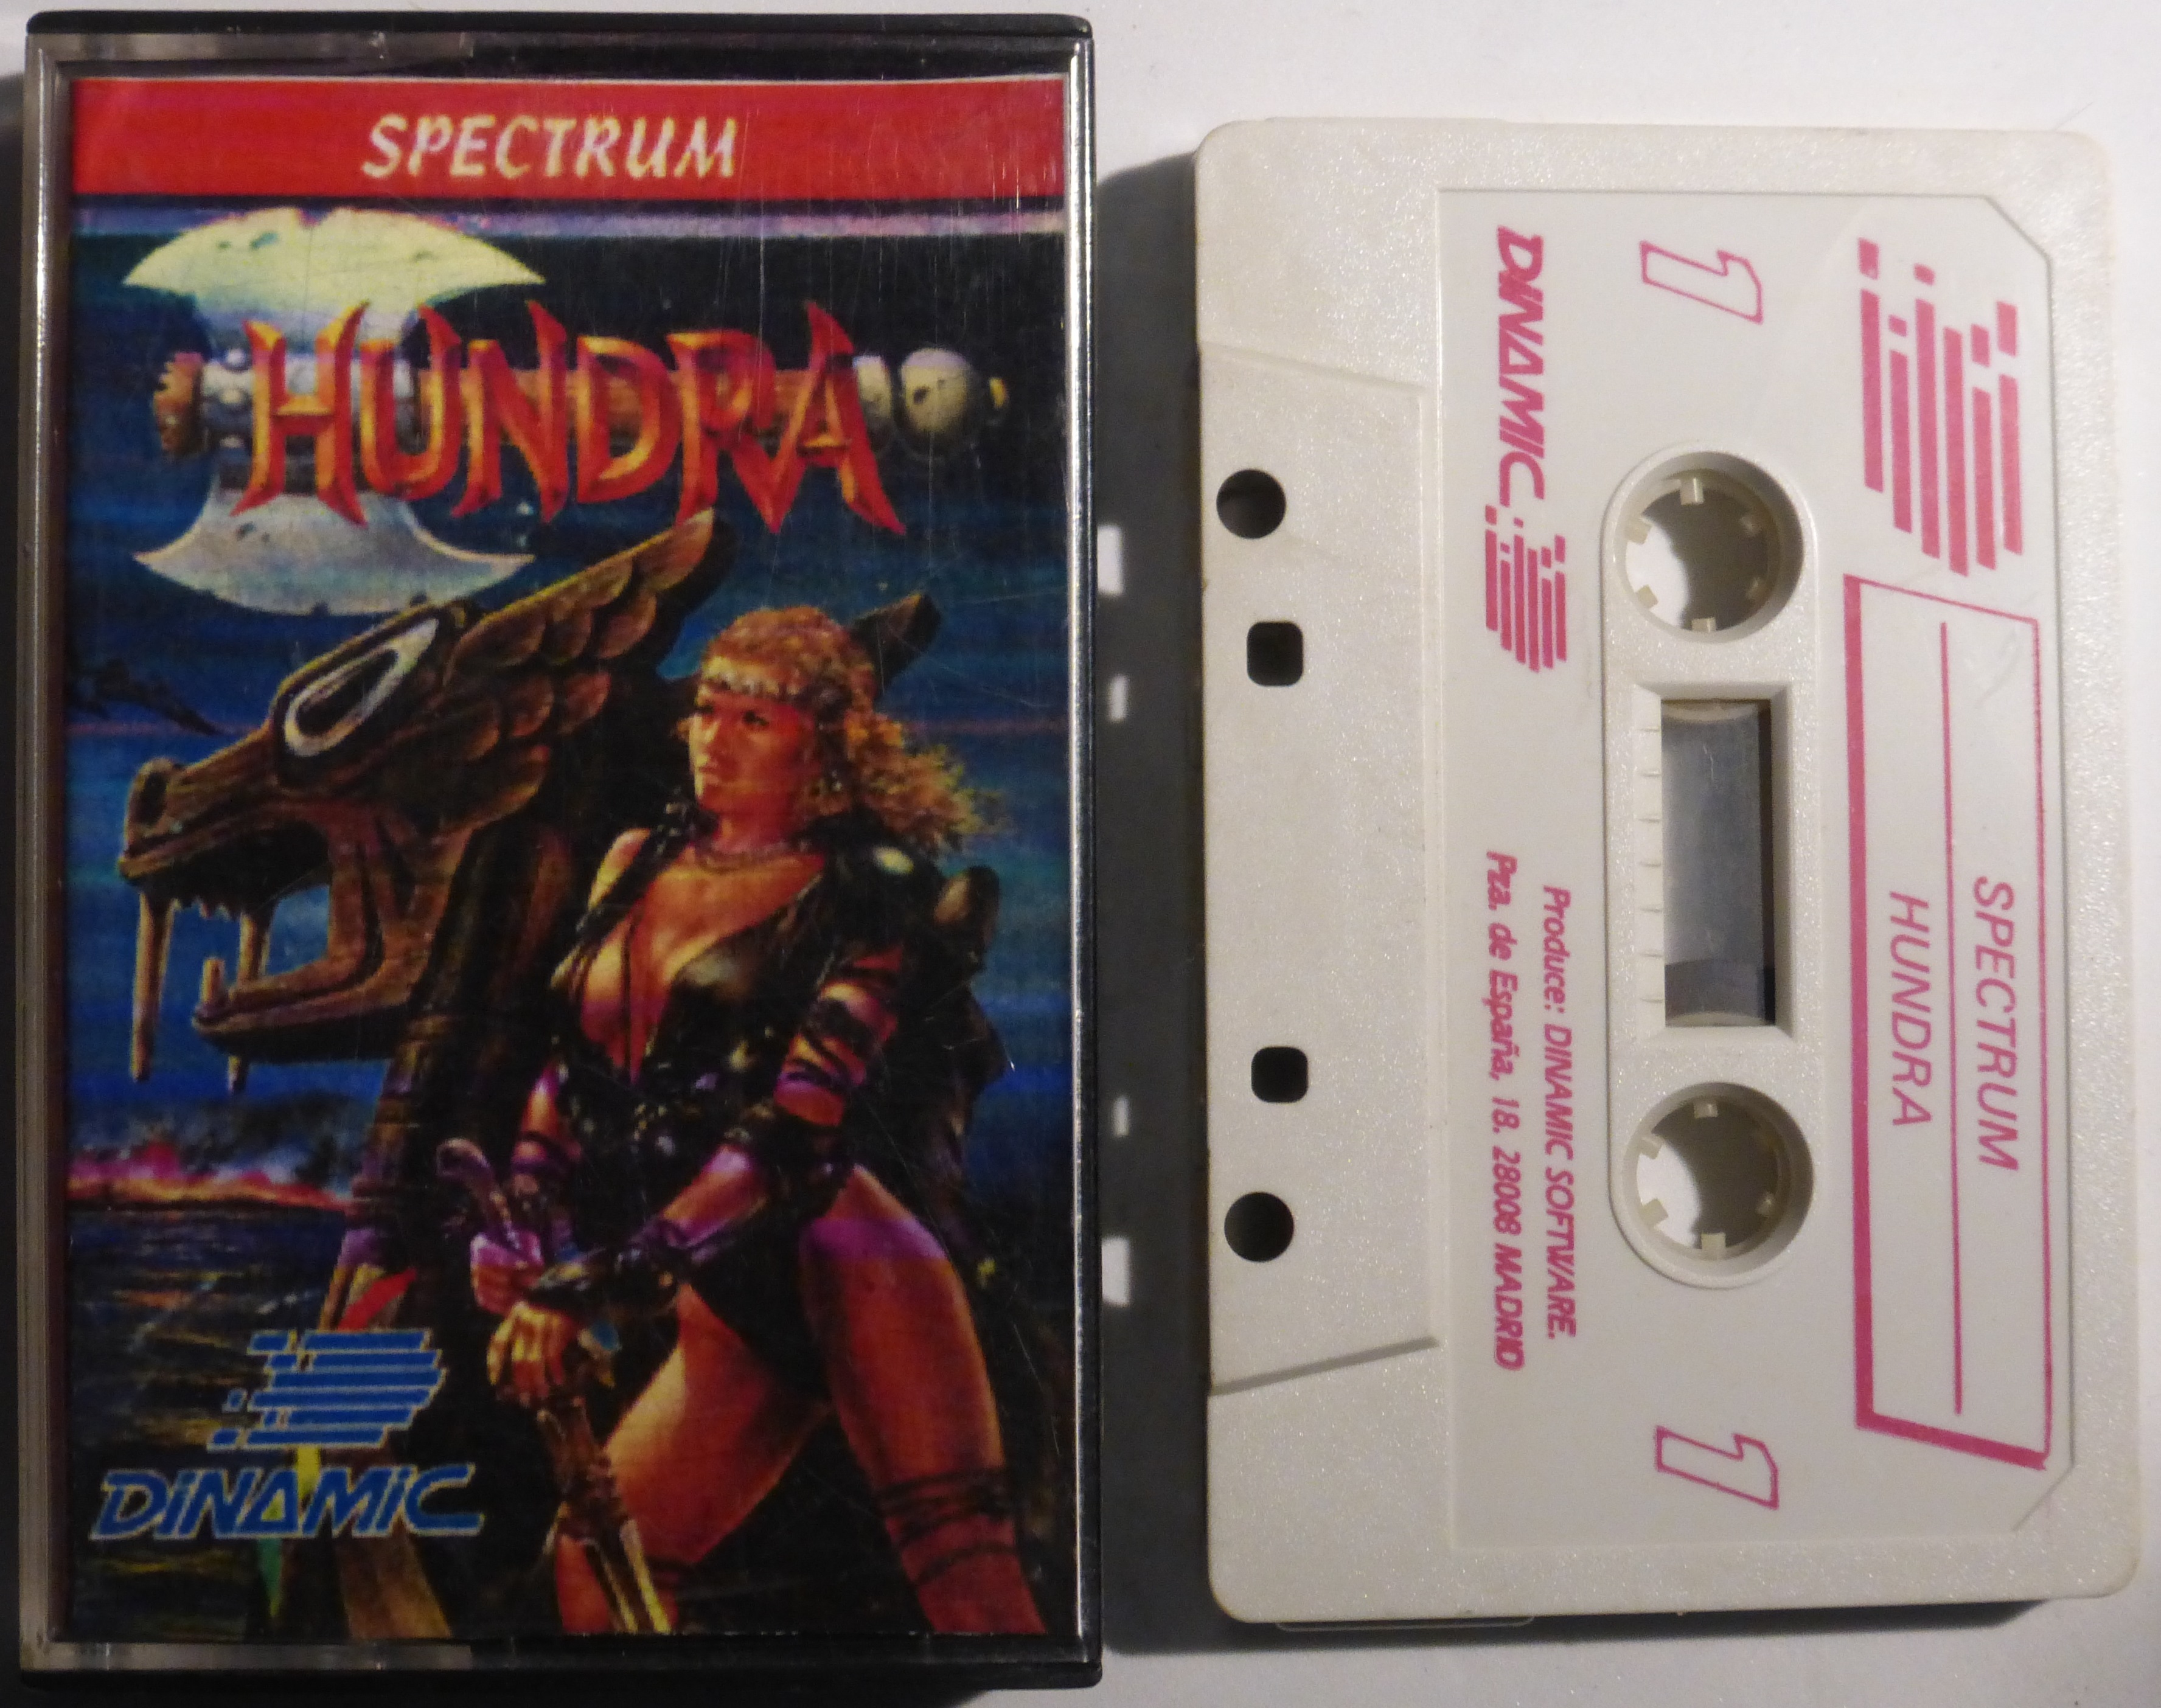 SPECTRUM
HUNDRA
DINAMIC
SPECTRUM
HUNDRA
1
1
DINAMIC
Produce: DINAMIC SOFTWARE.
Pza. de España, 18. 28008 MADRID